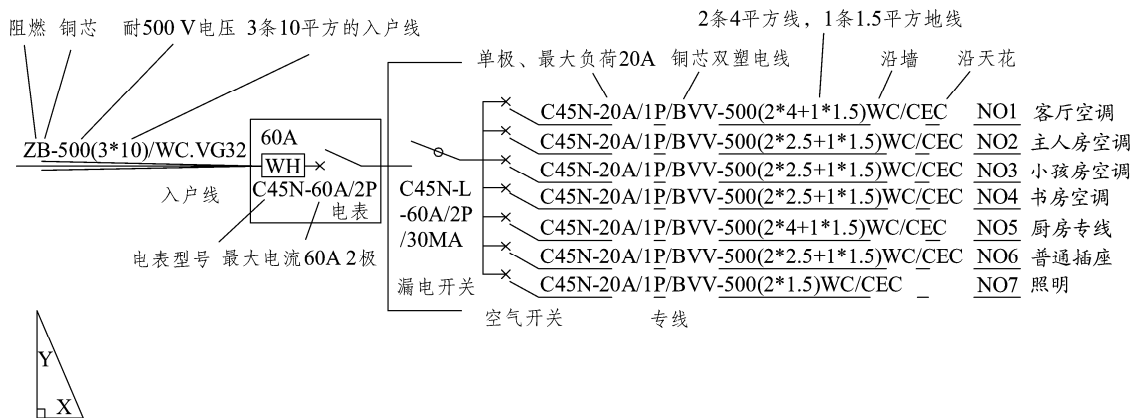 2条4平方线，1条1.5平方地线
阻燃 铜芯 耐500 V电压 3条10平方的入户线
单极、最大负荷20A 铜芯双塑电线 沿墙 沿天花
C45N-20A/1P/BVV-500(2*4+1*1.5)WC/CEC NO1 客厅空调
60A
C45N-20A/1P/BVV-500(2*2.5+1*1.5)WC/CEC NO2 主人房空调
ZB-500(3*10)/WC.VG32
WH
C45N-20A/1P/BVV-500(2*2.5+1*1.5)WC/CEC NO3 小孩房空调
入户线 C45N-60A/2P
电表
C45N-L
-60A/2P
/30MA
C45N-20A/1P/BVV-500(2*2.5+1*1.5)WC/CEC NO4 书房空调
C45N-20A/1P/BVV-500(2*4+1*1.5)WC/CEC NO5 厨房专线
电表型号 最大电流60A 2极
C45N-20A/1P/BVV-500(2*2.5+1*1.5)WC/CEC NO6 普通插座
漏电开关
C45N-20A/1P/BVV-500(2*1.5)WC/CEC NO7 照明
空气开关 专线
Y
X